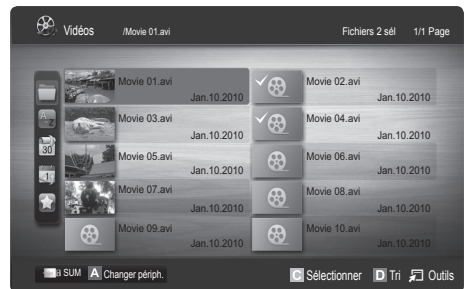 Vidéos /Movie 01.avi Fichiers 2 sél 1/1 Page
Movie 01.avi Movie 02.avi
Jan.10.2010 Jan.10.2010
Movie 03.avi Movie 04.avi
Jan.10.2010 Jan.10.2010
Movie 05.avi Movie 06.avi
Jan.10.2010 Jan.10.2010
Movie 07.avi Movie 08.avi
Jan.10.2010 Jan.10.2010
Movie 09.avi Movie 10.avi
Jan.10.2010 Jan.10.2010
A Z
30
SUM A Changer périph. C Sélectionner D Tri Outils